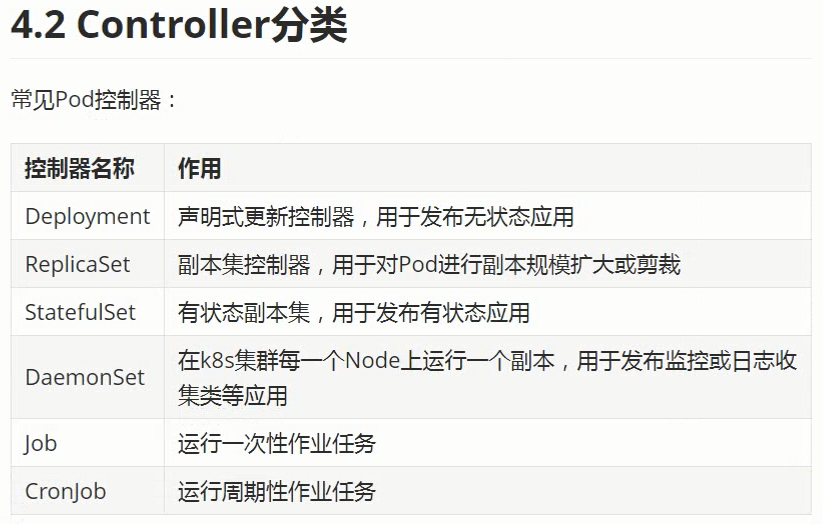 4.2 Controller分类
常见Pod控制器：
控制器名称 作用
Deployment 声明式更新控制器，用于发布无状态应用
ReplicaSet 副本集控制器，用于对Pod进行副本规模扩大或剪裁
StatefulSet 有状态副本集，用于发布有状态应用
DaemonSet 在k8s集群每一个Node上运行一个副本，用于发布监控或日志收
集类等应用
Job 运行一次性作业任务
CronJob 运行周期性作业任务